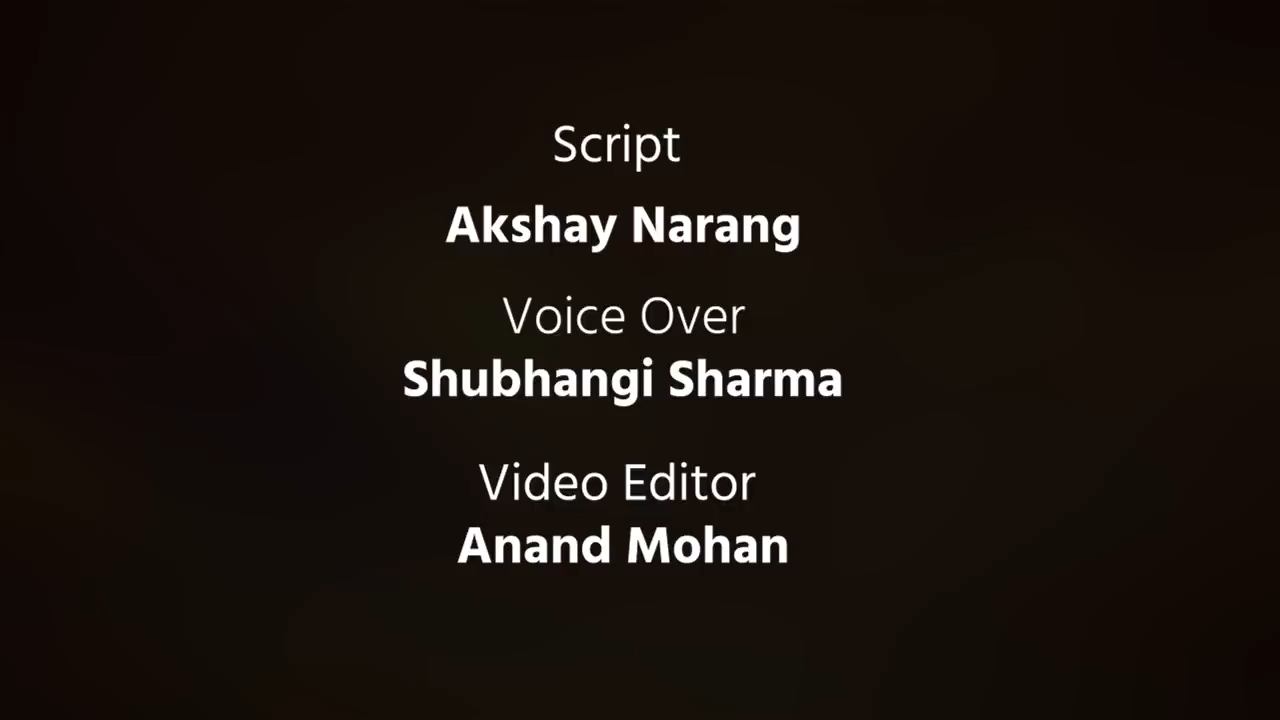 Script
Akshay Narang
Voice Over
Shubhangi Sharma
Video Editor
Anand Mohan